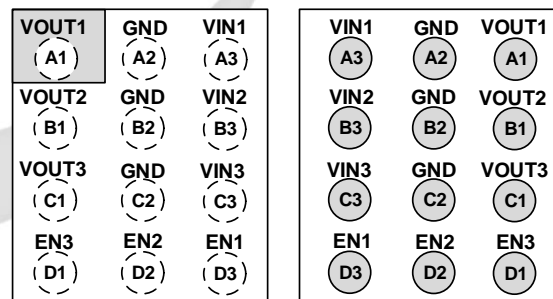 VOUT1 GND VIN1
A1 A2 A3
VOUT2 GND VIN2
B1 B2 B3
VOUT3 GND VIN3
C1 C2 C3
EN3 EN2 EN1
D1 D2 D3
VIN1 GND VOUT1
A3 A2 A1
VIN2 GND VOUT2
B3 B2 B1
VIN3 GND VOUT3
C3 C2 C1
EN1 EN2 EN3
D3 D2 D1